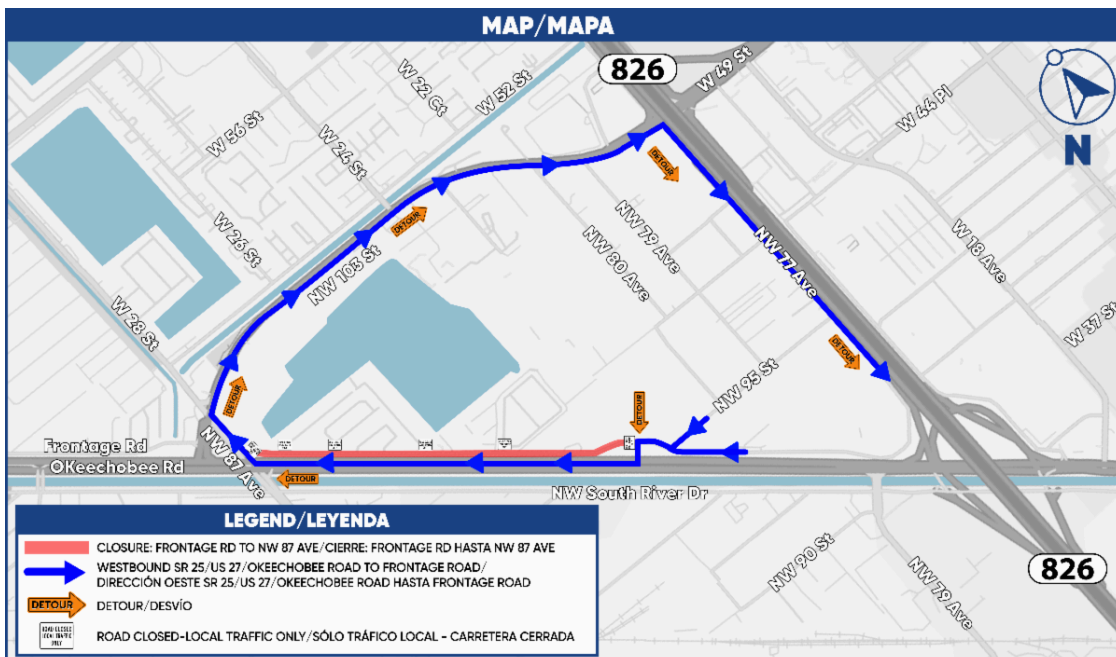 MAP/MAPA
826
W 49 St
W 44 Pl
W 22 Ct
W 52 St
W 56 St
W 24 St
N
DETOUR
DETOUR
W 26 St
NW 103 St
NW 79 Ave
NW 80 Ave
NW 77 Ave
W 18 Ave
W 37 St
W 28 St
DETOUR
DETOUR
NW 95 St
DETOUR
Frontage Rd
OKeechobee Rd
NW 87 Ave
DETOUR
NW South River Dr
NW 90 St
NW 79 Ave
826
LEGEND/LEYENDA
CLOSURE: FRONTAGE RD TO NW 87 AVE/CIERRE: FRONTAGE RD HASTA NW 87 AVE
WESTBOUND SR 25/US 27/OKEECHOBEE ROAD TO FRONTAGE ROAD/
DIRECCIÓN OESTE SR 25/US 27/OKEECHOBEE ROAD HASTA FRONTAGE ROAD
DETOUR
DETOUR/DESVÍO
ROAD CLOSED
LOCAL TRAFFIC
ONLY
ROAD CLOSED-LOCAL TRAFFIC ONLY/SÓLO TRÁFICO LOCAL - CARRETERA CERRADA